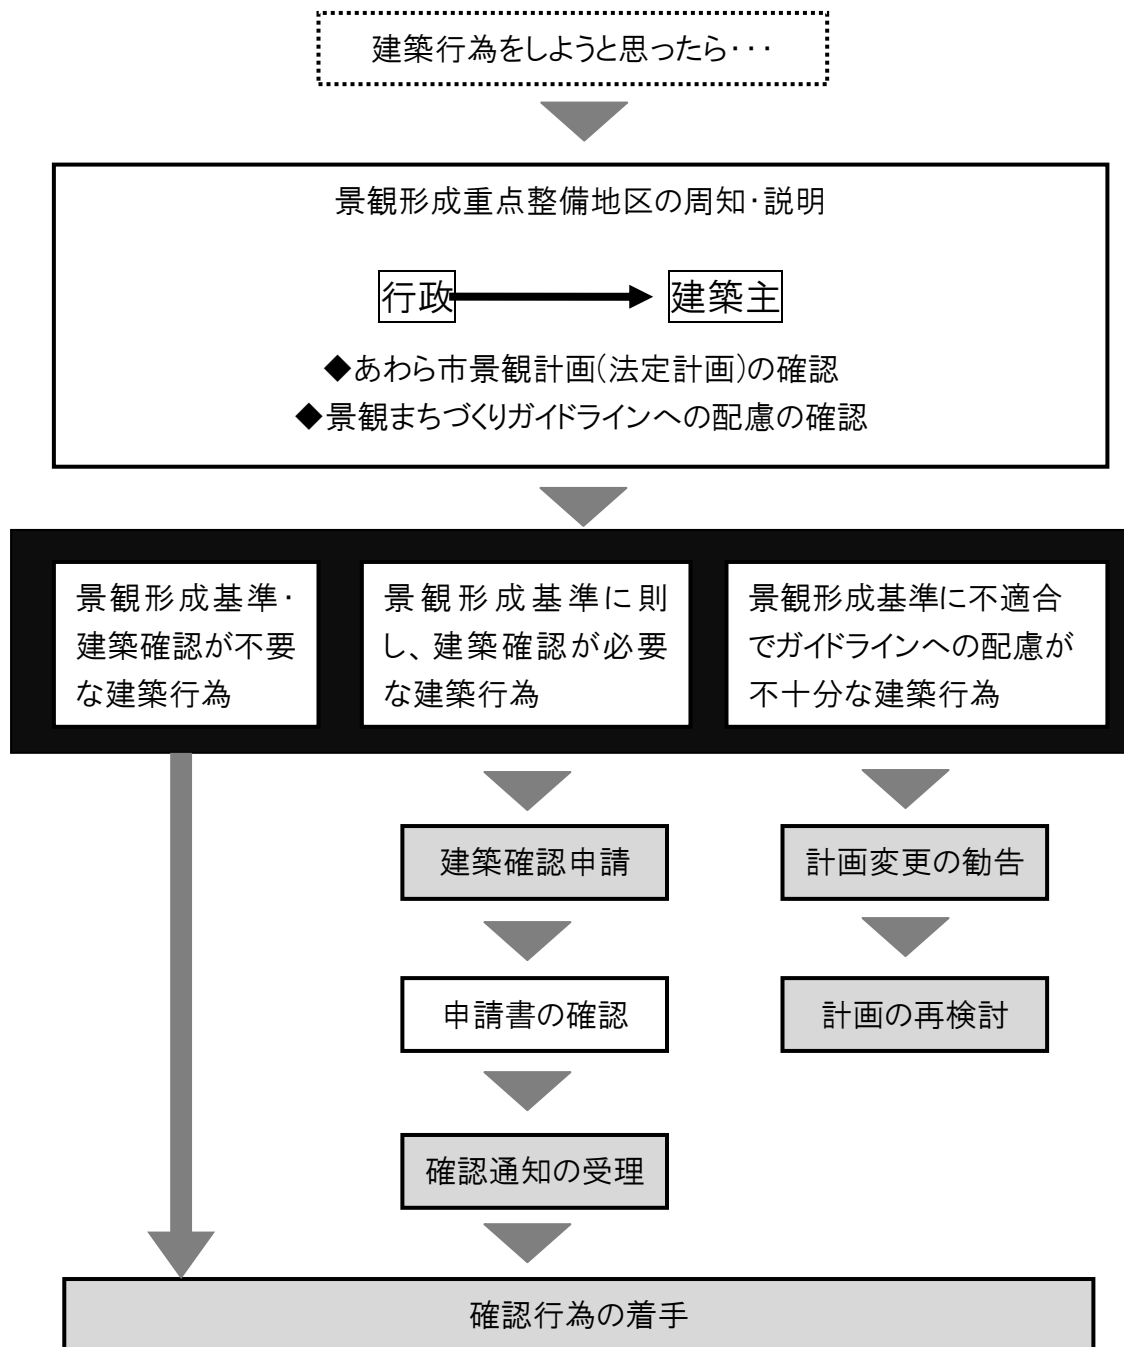 建築行為をしようと思ったら･･･
景観形成重点整備地区の周知･説明
行政
建築主
◆あわら市景観計画(法定計画)の確認
◆景観まちづくりガイドラインへの配慮の確認
景観形成基準･
建築確認が不要
な建築行為
景観形成基準に則
し、建築確認が必要
な建築行為
景観形成基準に不適合
でガイドラインへの配慮が
不十分な建築行為
建築確認申請
計画変更の勧告
申請書の確認
計画の再検討
確認通知の受理
確認行為の着手